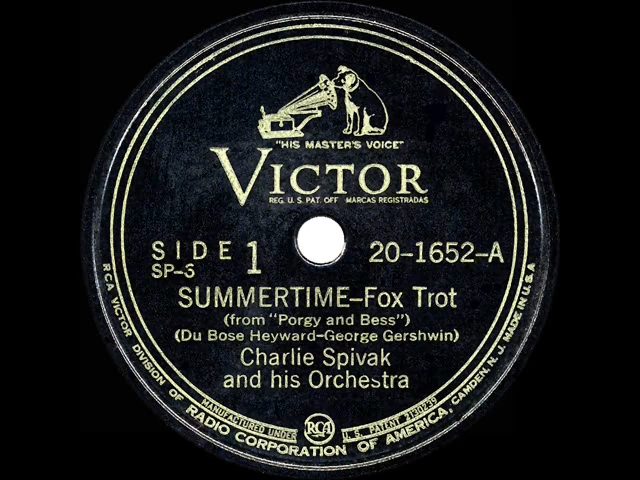 "HIS MASTER'S VOICE"
VICTOR
REG. U. S. PAT. OFF. MARCAS REGISTRADAS
SIDE 1
SP-3
20-1652-A
SUMMERTIME—Fox Trot
(from "Porgy and Bess")
(Du Bose Heyward-George Gershwin)
Charlie Spivak
and his Orchestra
MANUFACTURED UNDER RCA U. S. PATENT 2130239
RCA VICTOR DIVISION OF RADIO CORPORATION OF AMERICA, CAMDEN, N. J. MADE IN U.S.A